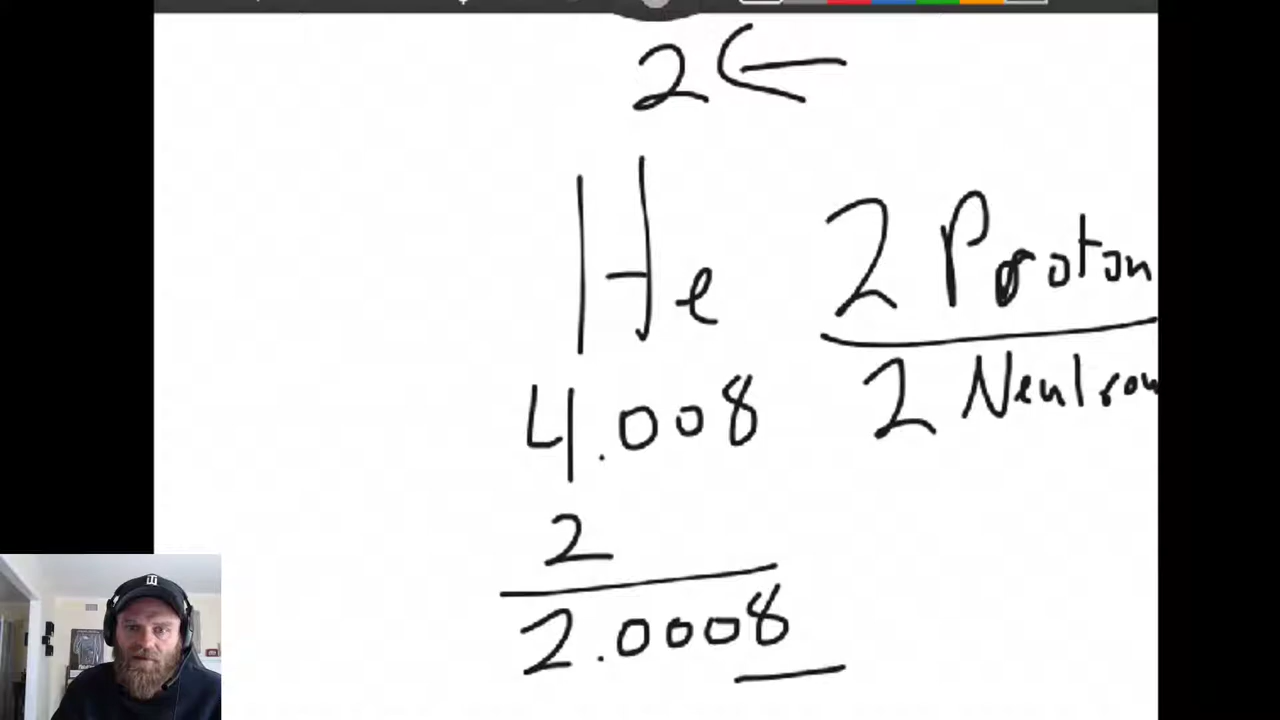 2 ←
He
2 Proton
2 Neutron
4.008
2
2.0008